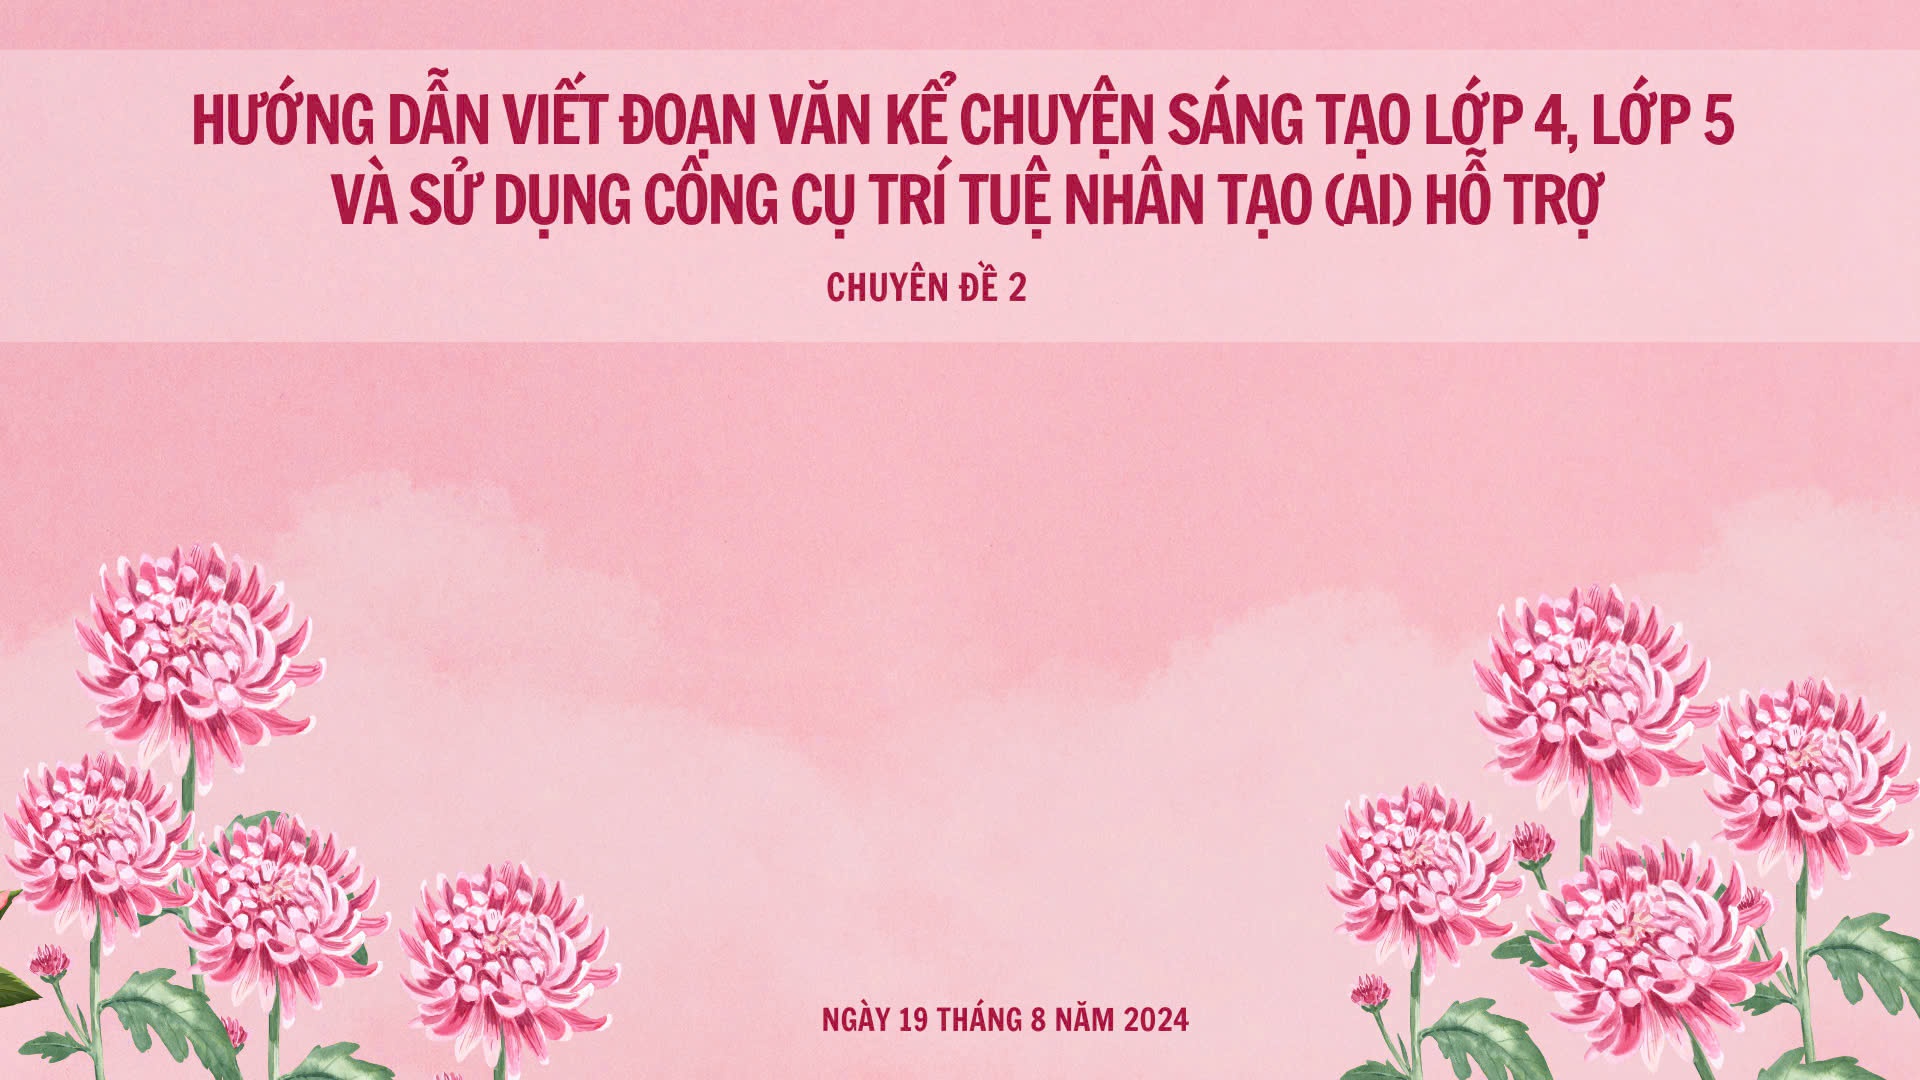 HƯỚNG DẪN VIẾT ĐOẠN VĂN KỂ CHUYỆN SÁNG TẠO LỚP 4, LỚP 5
VÀ SỬ DỤNG CÔNG CỤ TRÍ TUỆ NHÂN TẠO (AI) HỖ TRỢ
CHUYÊN ĐỀ 2
NGÀY 19 THÁNG 8 NĂM 2024